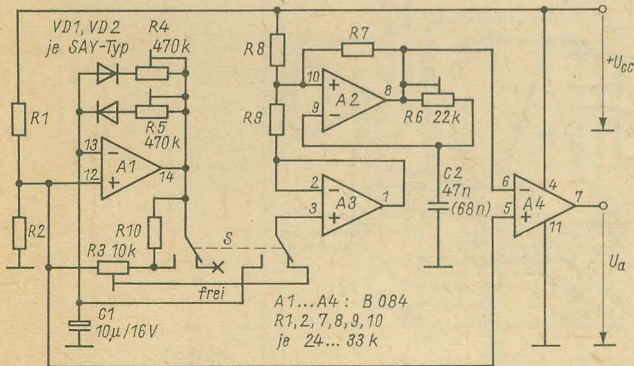 VD1, VD2
je SAY-Typ
R4
470k
R5
470k
R1
13
12
A1
14
R2
R3 10k
R10
S
frei
C1
10µ/16V
R8
R9
R7
10
9
A2
8
R6 22k
2
3
A3
1
C2
47n
(68n)
6
5
A4
4
7
11
+Ucc
Ua
A1...A4: B084
R1,2,7,8,9,10
je 24...33k